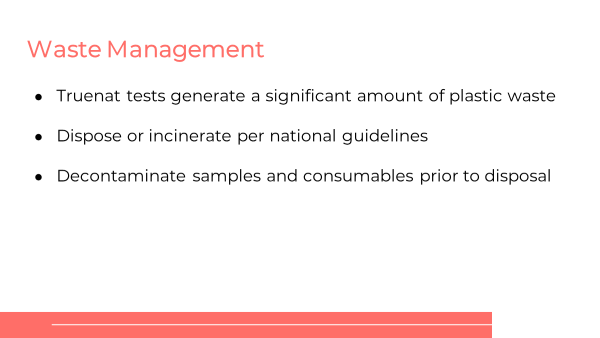 Waste Management
● Truenat tests generate a significant amount of plastic waste
● Dispose or incinerate per national guidelines
● Decontaminate samples and consumables prior to disposal